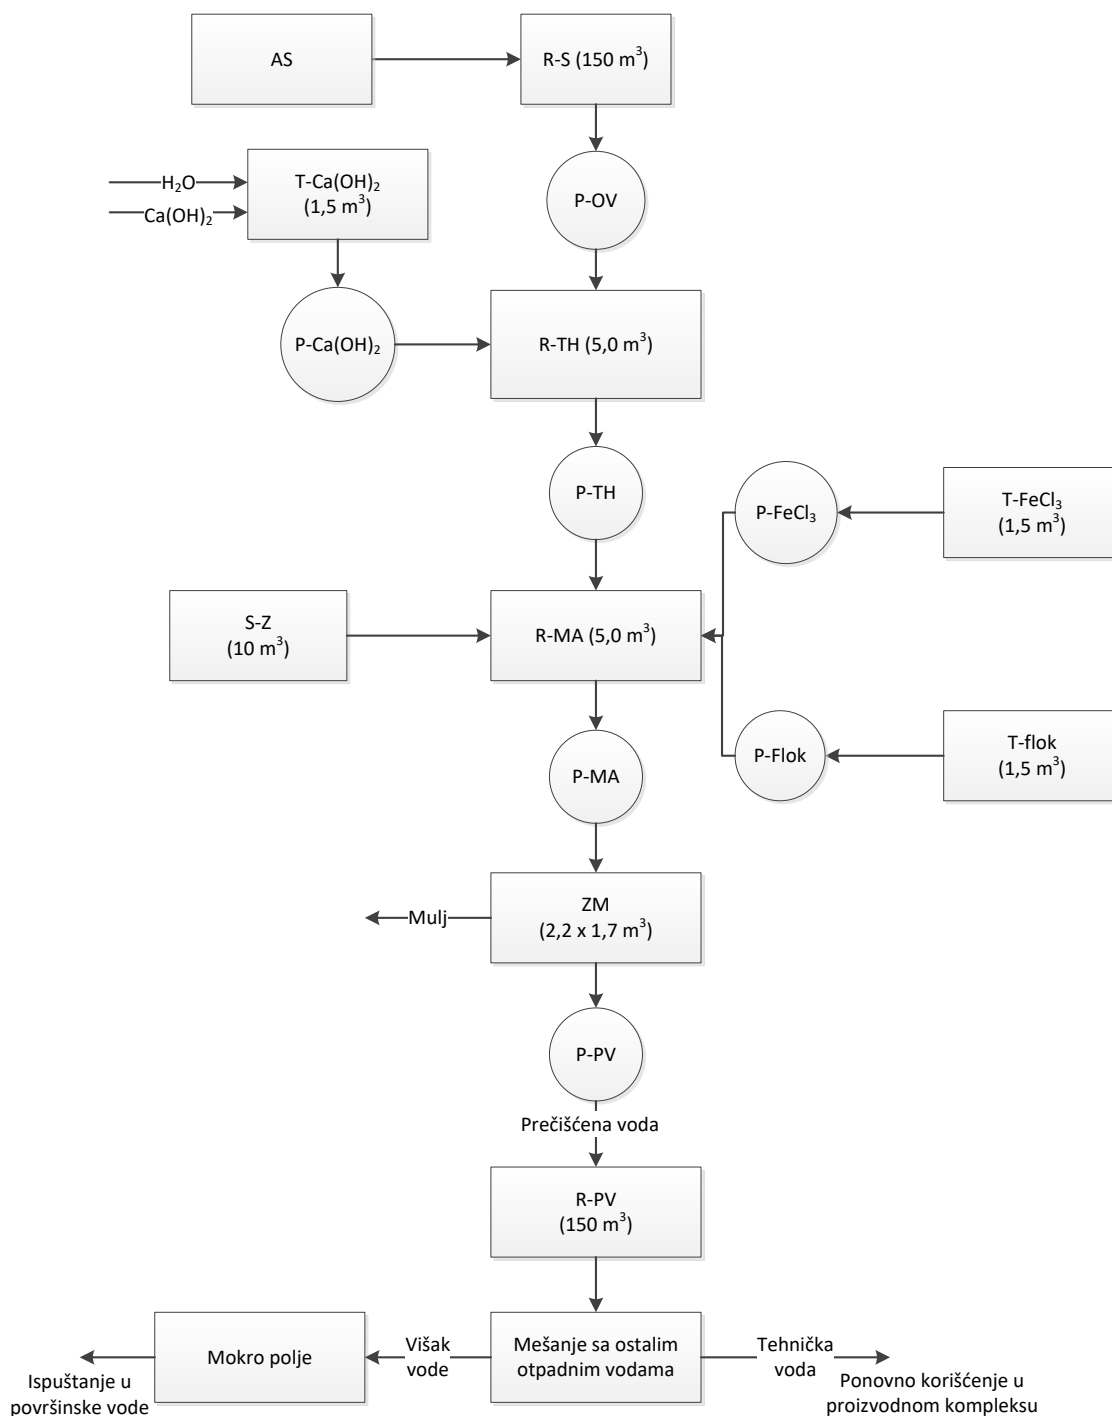 AS
R-S (150 m³)
H₂O
Ca(OH)₂
T-Ca(OH)₂
(1,5 m³)
P-OV
P-Ca(OH)₂
R-TH (5,0 m³)
P-TH
P-FeCl₃
T-FeCl₃
(1,5 m³)
S-Z
(10 m³)
R-MA (5,0 m³)
P-MA
P-Flok
T-flok
(1,5 m³)
Mulj
ZM
(2,2 x 1,7 m³)
P-PV
Prečišćena voda
R-PV
(150 m³)
Mokro polje
Višak
vode
Mešanje sa ostalim
otpadnim vodama
Tehnička
voda
Ispuštanje u
površinske vode
Ponovno korišćenje u
proizvodnom kompleksu